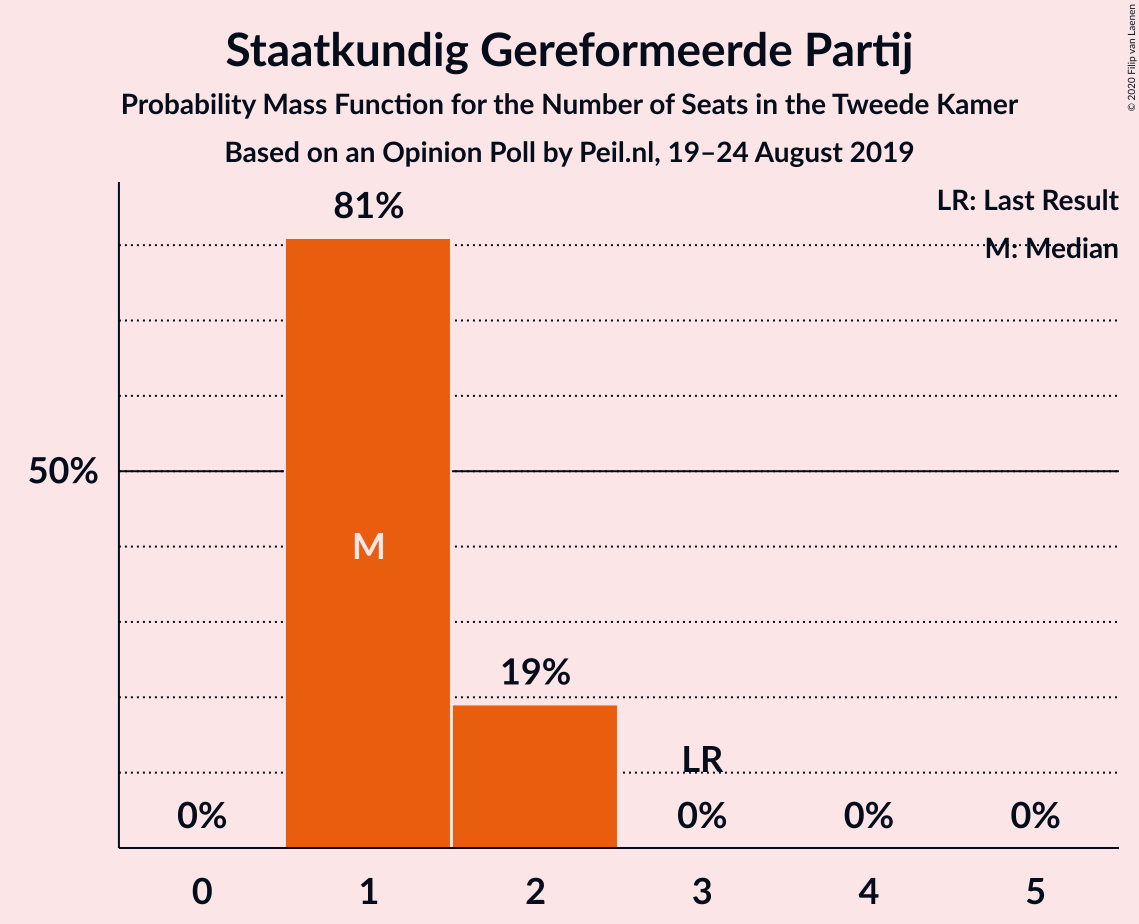 Staatkundig Gereformeerde Partij
Probability Mass Function for the Number of Seats in the Tweede Kamer
Based on an Opinion Poll by Peil.nl, 19–24 August 2019
© 2020 Filip van Laenen
LR: Last Result
M: Median
81%
50%
M
19%
LR
0%
0%
0%
0%
0
1
2
3
4
5